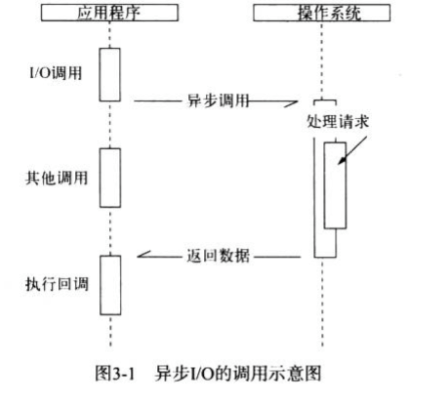 应用程序
操作系统
I/O调用
异步调用
处理请求
其他调用
返回数据
执行回调
图3-1 异步I/O的调用示意图